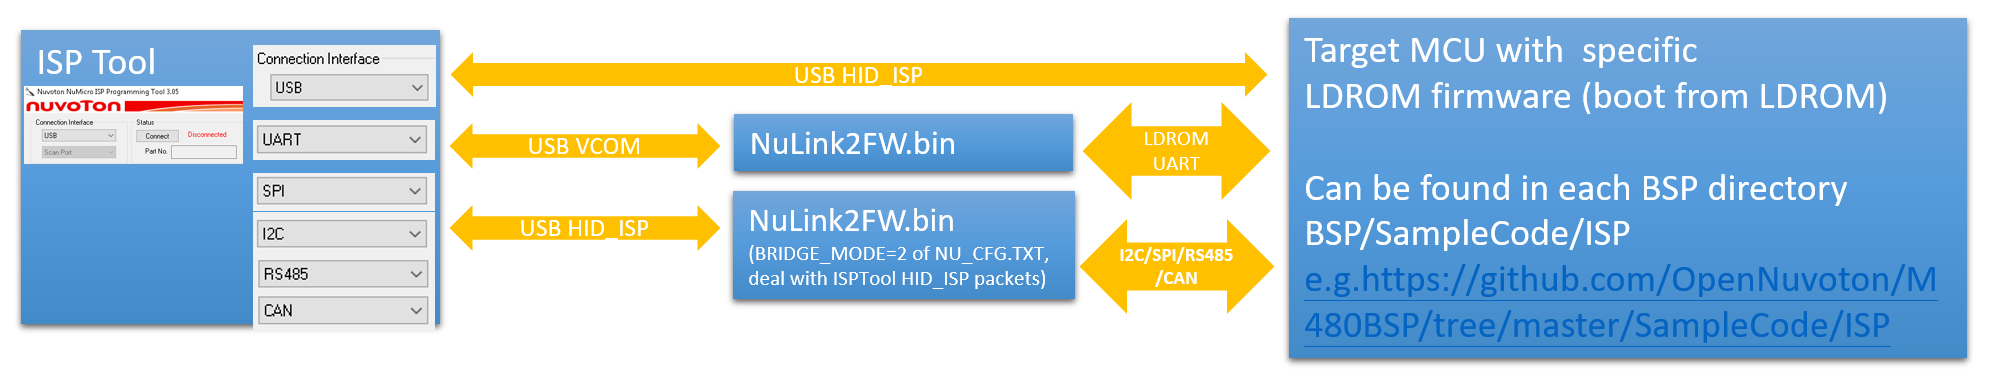 ISP Tool
Nuvoton NuMicro ISP Programming Tool 3.05
nuvoTon
Connection Interface
USB
Scan Port
Status
Connect
Disconnected
Part No.
Connection Interface
USB
UART
SPI
I2C
RS485
CAN
USB HID_ISP
USB VCOM
USB HID_ISP
NuLink2FW.bin
NuLink2FW.bin
(BRIDGE_MODE=2 of NU_CFG.TXT,
deal with ISPTool HID_ISP packets)
LDROM
UART
I2C/SPI/RS485
/CAN
Target MCU with  specific
LDROM firmware (boot from LDROM)
Can be found in each BSP directory
BSP/SampleCode/ISP
e.g.https://github.com/OpenNuvoton/M
480BSP/tree/master/SampleCode/ISP